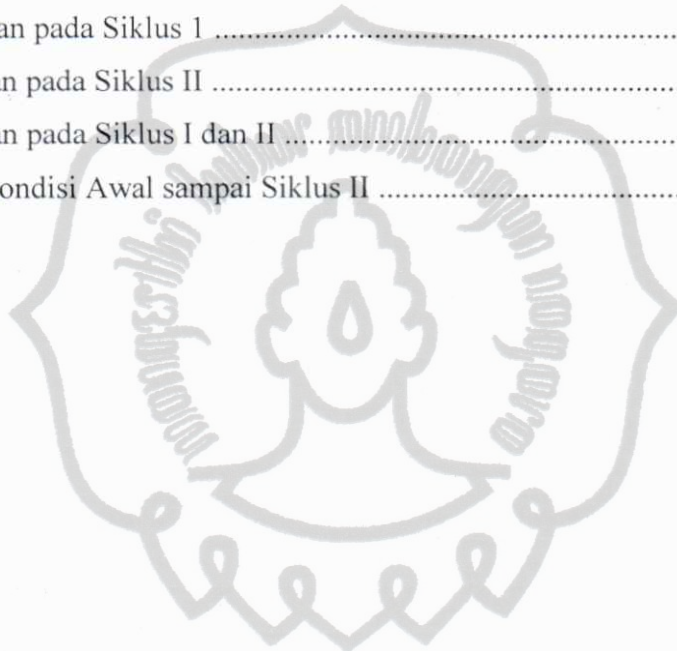 an pada Siklus 1 ....................................................................
an pada Siklus II ....................................................................
an pada Siklus I dan II .........................................................
ondisi Awal sampai Siklus II ...........................................